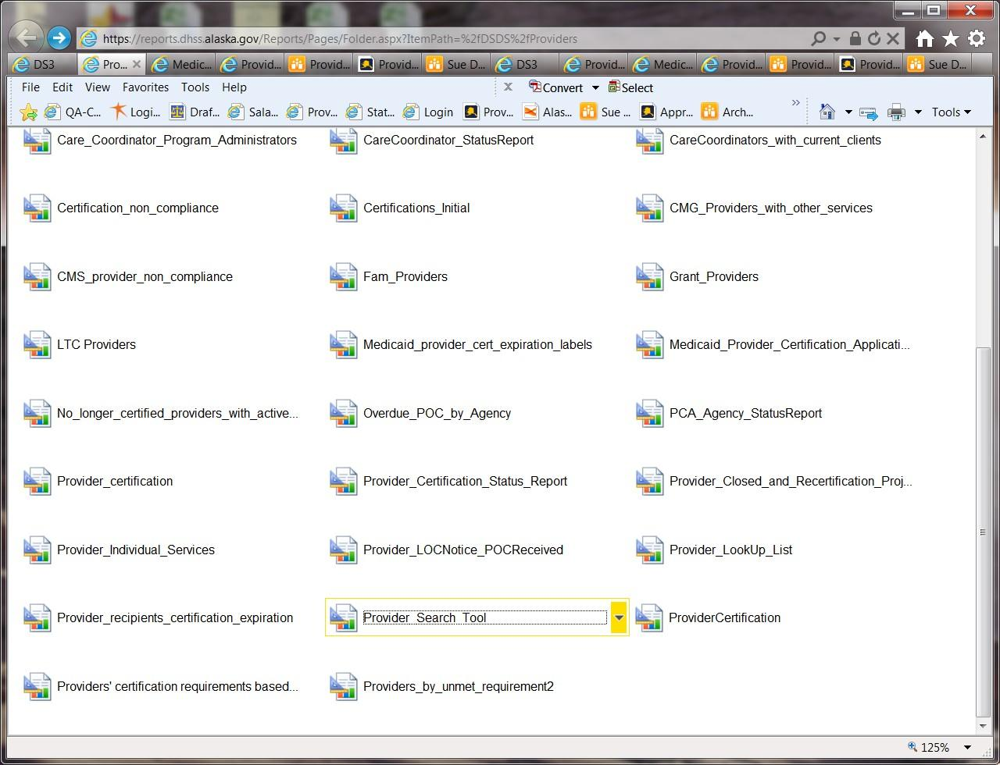 https://reports.dhss.alaska.gov/Reports/Pages/Folder.aspx?ItemPath=%2fDSDS%2fProviders
DS3 Pro... Medic... Provid... Provid... Provid... Sue D... DS3 Provid... Medic... Provid... Provid... Provid... Sue D...
File Edit View Favorites Tools Help X Convert Select
QA-C... Logi... Draf... Sala... Prov... Stat... Login Prov... Alas... Sue ... Appr... Arch... » Tools
Care_Coordinator_Program_Administrators CareCoordinator_StatusReport CareCoordinators_with_current_clients
Certification_non_compliance Certifications_Initial CMG_Providers_with_other_services
CMS_provider_non_compliance Fam_Providers Grant_Providers
LTC Providers Medicaid_provider_cert_expiration_labels Medicaid_Provider_Certification_Applicati...
No_longer_certified_providers_with_active... Overdue_POC_by_Agency PCA_Agency_StatusReport
Provider_certification Provider_Certification_Status_Report Provider_Closed_and_Recertification_Proj...
Provider_Individual_Services Provider_LOCNotice_POCReceived Provider_LookUp_List
Provider_recipients_certification_expiration Provider_Search_Tool ProviderCertification
Providers' certification requirements based... Providers_by_unmet_requirement2
125%